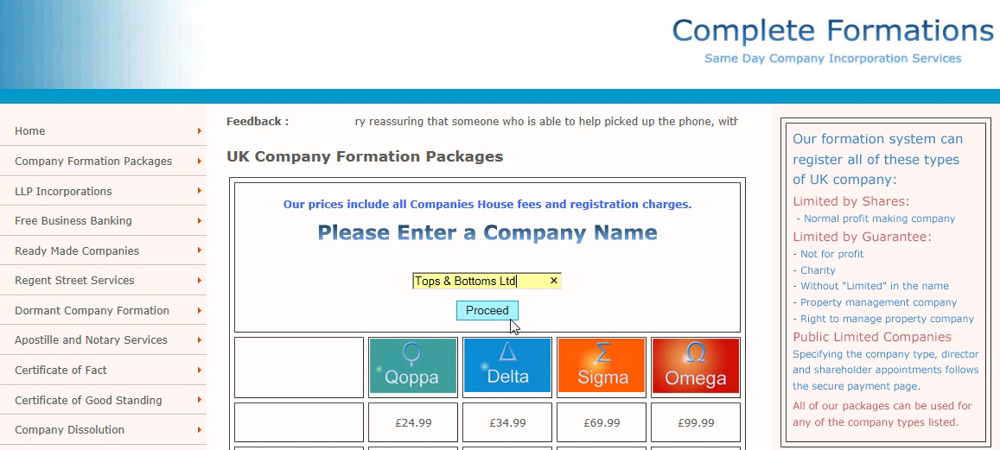 Complete Formations
Same Day Company Incorporation Services
Home
Company Formation Packages
LLP Incorporations
Free Business Banking
Ready Made Companies
Regent Street Services
Dormant Company Formation
Apostille and Notary Services
Certificate of Fact
Certificate of Good Standing
Company Dissolution
Feedback : ry reassuring that someone who is able to help picked up the phone, with
UK Company Formation Packages
Our prices include all Companies House fees and registration charges.
Please Enter a Company Name
Tops & Bottoms Ltd ×
Proceed
Ϙ Δ Σ Ω
Qoppa Delta Sigma Omega
£24.99 £34.99 £69.99 £99.99
Our formation system can
register all of these types
of UK company:
Limited by Shares:
- Normal profit making company
Limited by Guarantee:
- Not for profit
- Charity
- Without "Limited" in the name
- Property management company
- Right to manage property company
Public Limited Companies
Specifying the company type, director
and shareholder appointments follows
the secure payment page.
All of our packages can be used for
any of the company types listed.